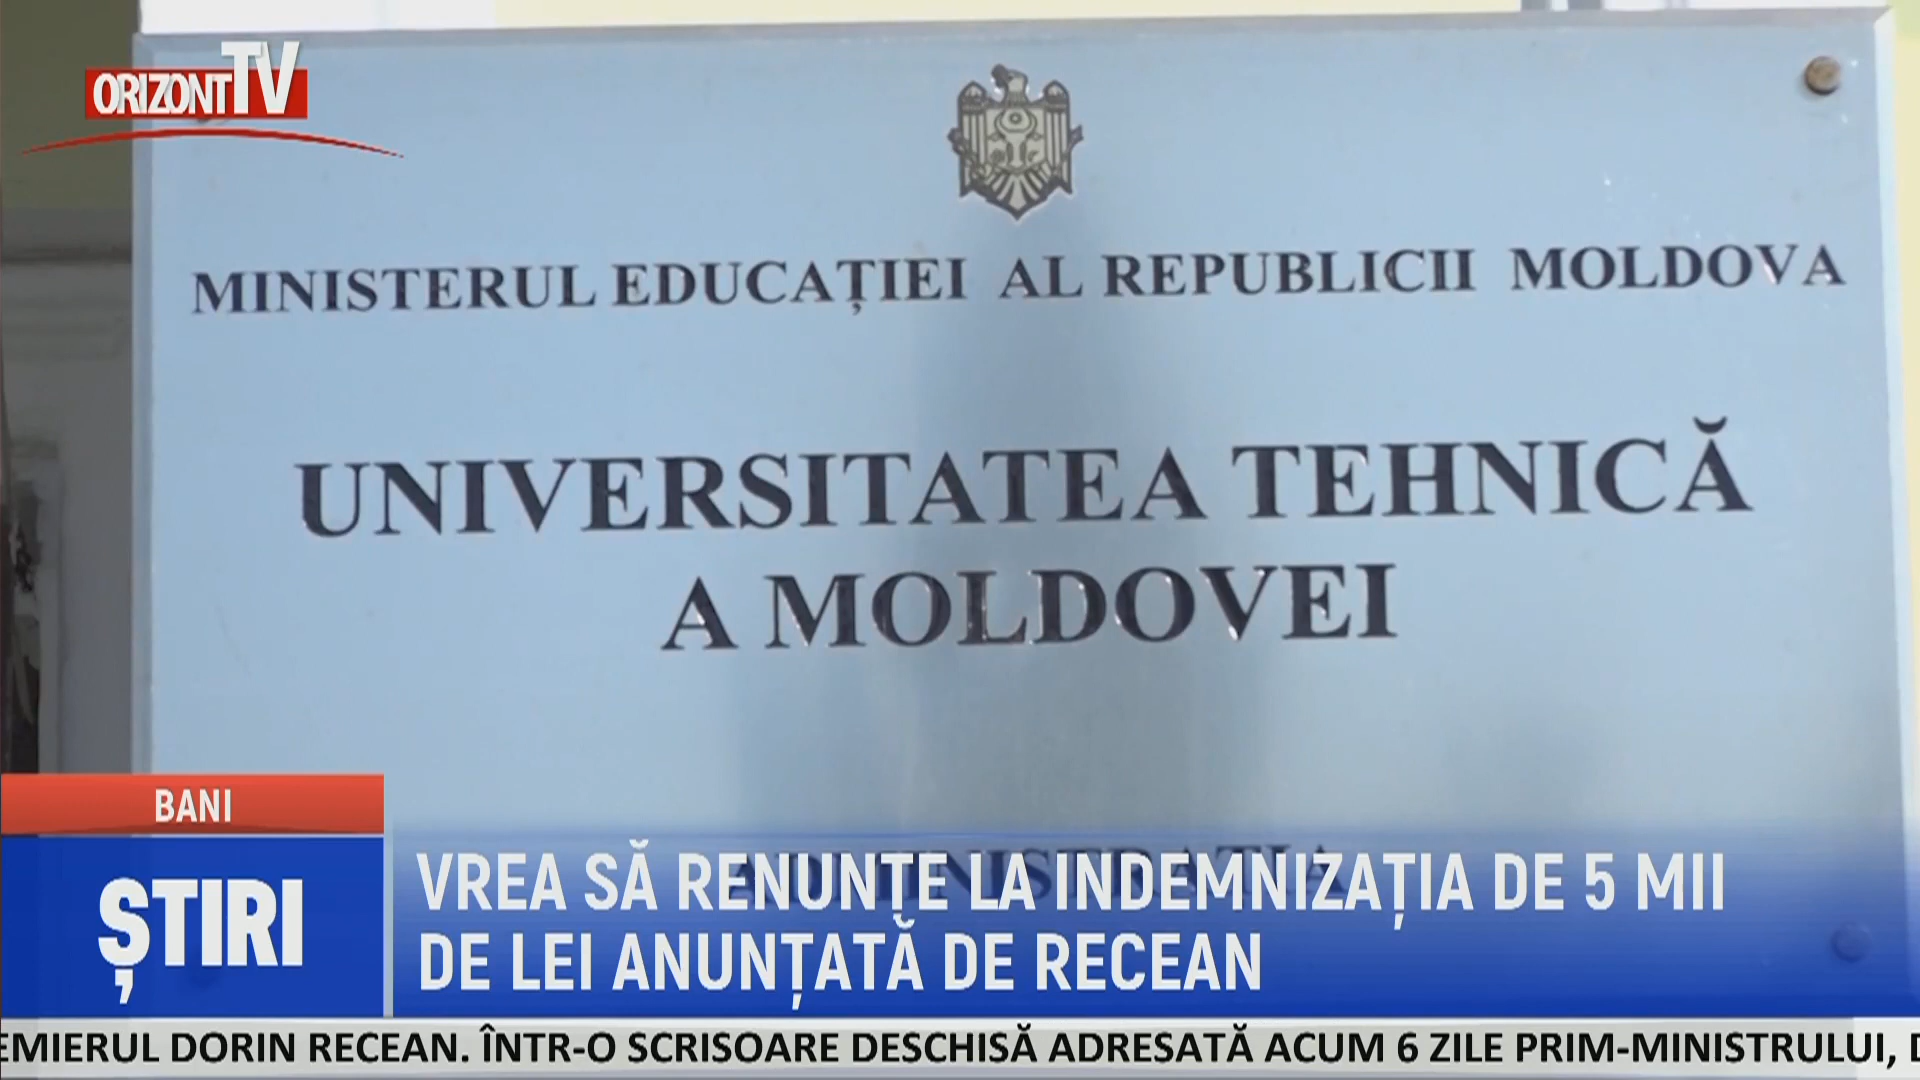 ORIZONT TV
MINISTERUL EDUCAȚIEI AL REPUBLICII MOLDOVA
UNIVERSITATEA TEHNICĂ
A MOLDOVEI
ADMINISTRAȚIA
BANI
ȘTIRI
VREA SĂ RENUNȚE LA INDEMNIZAȚIA DE 5 MII
DE LEI ANUNȚATĂ DE RECEAN
EMIERUL DORIN RECEAN. ÎNTR-O SCRISOARE DESCHISĂ ADRESATĂ ACUM 6 ZILE PRIM-MINISTRULUI, D